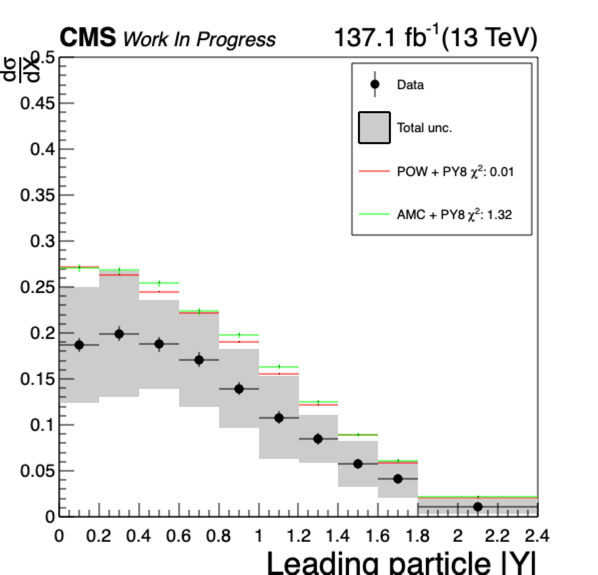 CMS Work In Progress 137.1 fb-1(13 TeV)
dσ
dX
0.5
0.45
0.4
0.35
0.3
0.25
0.2
0.15
0.1
0.05
0
Data
Total unc.
POW + PY8 χ²: 0.01
AMC + PY8 χ²: 1.32
0 0.2 0.4 0.6 0.8 1 1.2 1.4 1.6 1.8 2 2.2 2.4
Leading particle |Y|